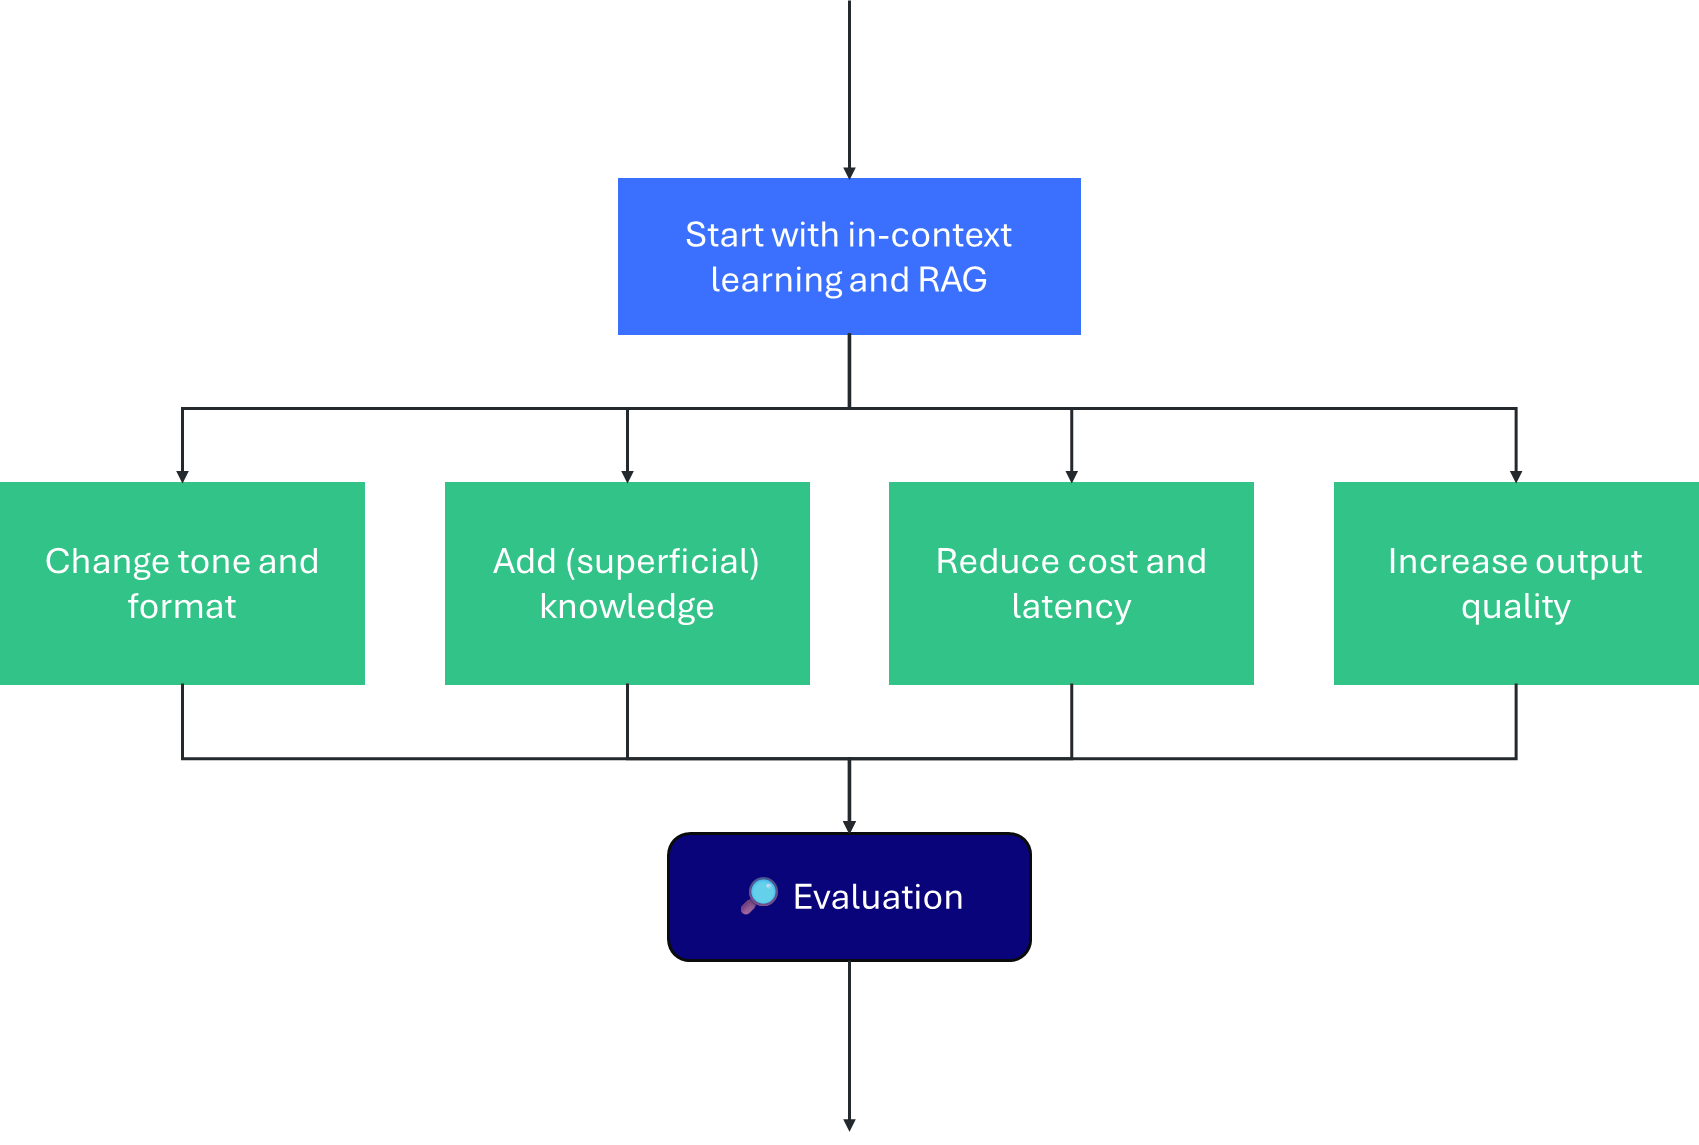 Start with in-context
learning and RAG
Change tone and
format
Add (superficial)
knowledge
Reduce cost and
latency
Increase output
quality
🔎 Evaluation